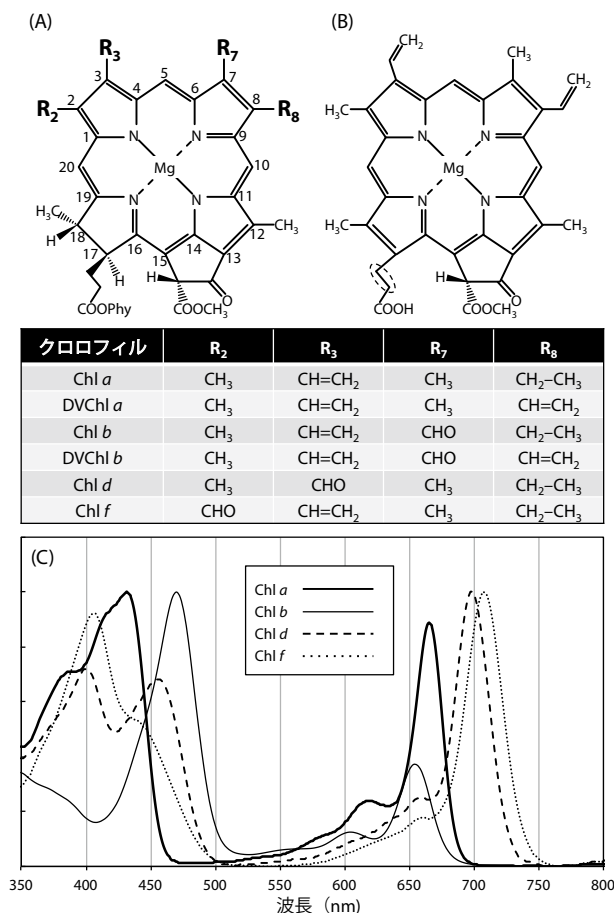 (A)
R3
R7
R2
R8
1
2
3
4
5
6
7
8
9
10
11
12
13
14
15
16
17
18
19
20
N
N
N
N
Mg
H3C
H
H
CH3
H
O
COOPhy
COOCH3
(B)
CH2
CH3
CH2
H3C
N
N
N
N
Mg
H3C
CH3
H
O
COOH
COOCH3
クロロフィル R2 R3 R7 R8
Chl a CH3 CH=CH2 CH3 CH2–CH3
DVChl a CH3 CH=CH2 CH3 CH=CH2
Chl b CH3 CH=CH2 CHO CH2–CH3
DVChl b CH3 CH=CH2 CHO CH=CH2
Chl d CH3 CHO CH3 CH2–CH3
Chl f CHO CH=CH2 CH3 CH2–CH3
(C)
Chl a
Chl b
Chl d
Chl f
350 400 450 500 550 600 650 700 750 800
波長（nm）